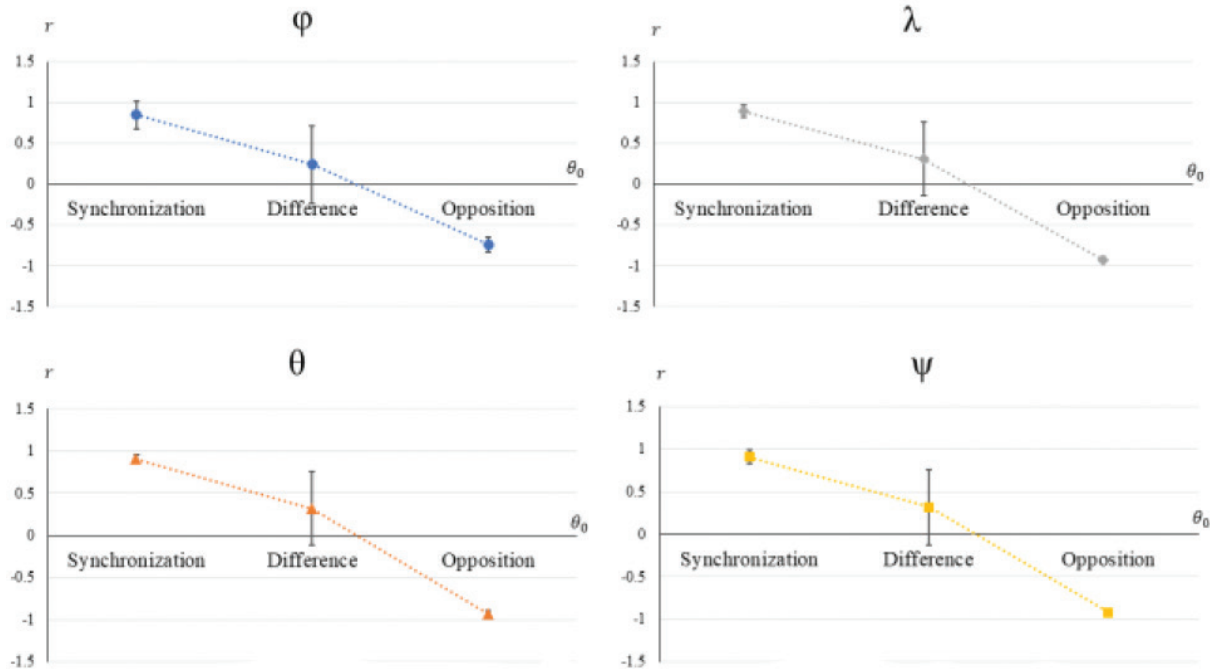 φ
r
1.5
1
0.5
0
-0.5
-1
-1.5
θ₀
Synchronization Difference Opposition
λ
r
1.5
1
0.5
0
-0.5
-1
-1.5
θ₀
Synchronization Difference Opposition
θ
r
1.5
1
0.5
0
-0.5
-1
-1.5
θ₀
Synchronization Difference Opposition
ψ
r
1.5
1
0.5
0
-0.5
-1
-1.5
θ₀
Synchronization Difference Opposition